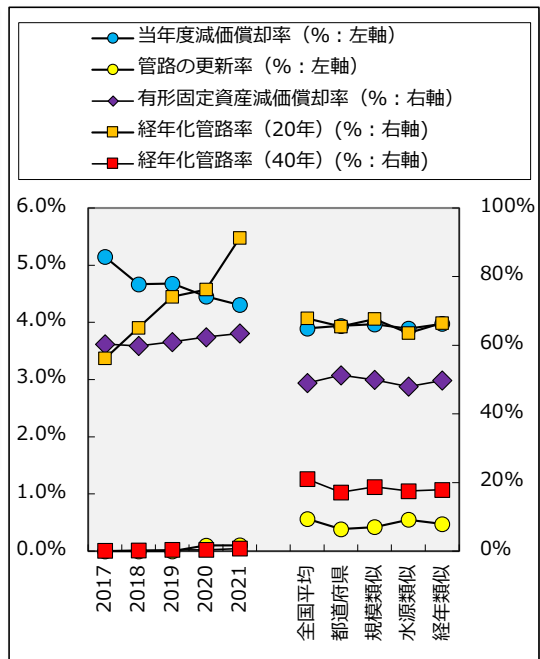 当年度減価償却率（%：左軸）
管路の更新率（%：左軸）
有形固定資産減価償却率（%：右軸）
経年化管路率（20年）(%：右軸)
経年化管路率（40年）(%：右軸)
6.0%
5.0%
4.0%
3.0%
2.0%
1.0%
0.0%
100%
80%
60%
40%
20%
0%
2017
2018
2019
2020
2021
全国平均
都道府県
規模類似
水源類似
経年類似